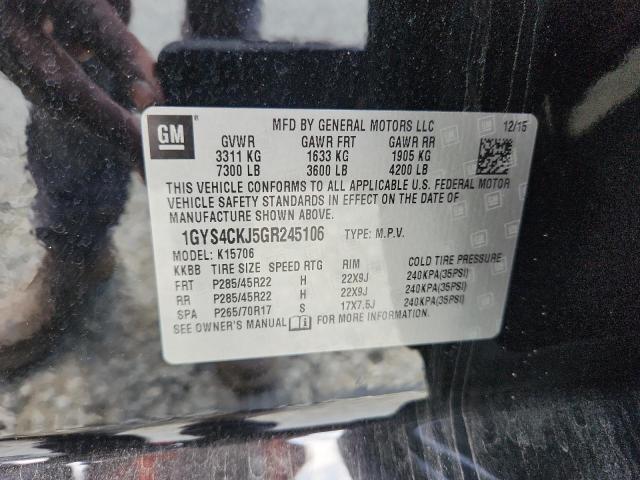 GM
MFD BY GENERAL MOTORS LLC 12/15
GVWR GAWR FRT GAWR RR
3311 KG 1633 KG 1905 KG
7300 LB 3600 LB 4200 LB
THIS VEHICLE CONFORMS TO ALL APPLICABLE U.S. FEDERAL MOTOR
VEHICLE SAFETY STANDARDS IN EFFECT ON THE DATE OF
MANUFACTURE SHOWN ABOVE.
1GYS4CKJ5GR245106 TYPE: M.P.V.
MODEL: K15706
KKBB TIRE SIZE SPEED RTG RIM COLD TIRE PRESSURE
FRT P285/45R22 H 22X9J 240KPA(35PSI)
RR P285/45R22 H 22X9J 240KPA(35PSI)
SPA P265/70R17 S 17X7.5J 240KPA(35PSI)
SEE OWNER'S MANUAL FOR MORE INFORMATION.